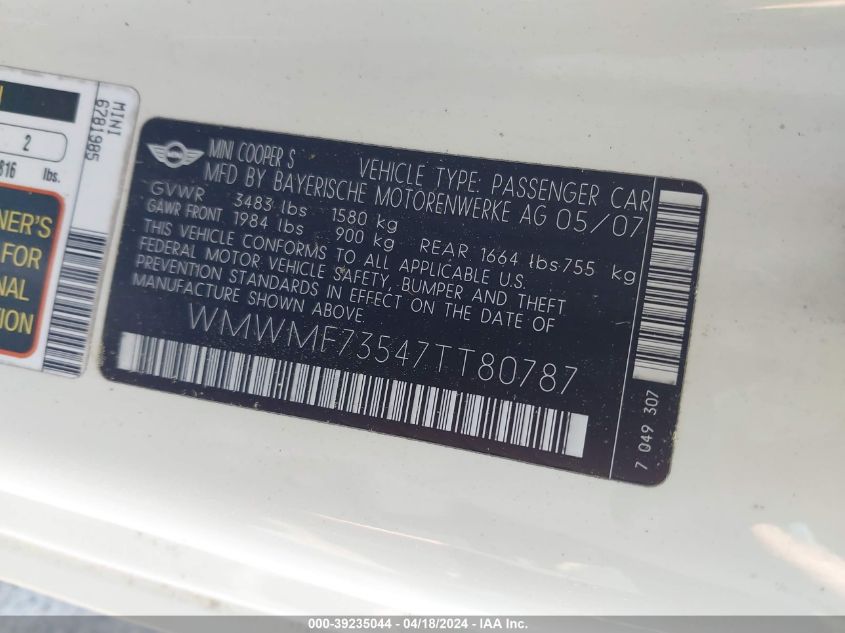 MINI
6781985
2
816 lbs.
NER'S
FOR
NAL
TION
MINI COOPER S VEHICLE TYPE: PASSENGER CAR
MFD BY BAYERISCHE MOTORENWERKE AG 05/07
GVWR 3483 lbs 1580 kg
GAWR FRONT 1984 lbs 900 kg REAR 1664 lbs 755 kg
THIS VEHICLE CONFORMS TO ALL APPLICABLE U.S.
FEDERAL MOTOR VEHICLE SAFETY, BUMPER AND THEFT
PREVENTION STANDARDS IN EFFECT ON THE DATE OF
MANUFACTURE SHOWN ABOVE.
WMWMF73547TT80787
7 049 307
000-39235044 - 04/18/2024 - IAA Inc.